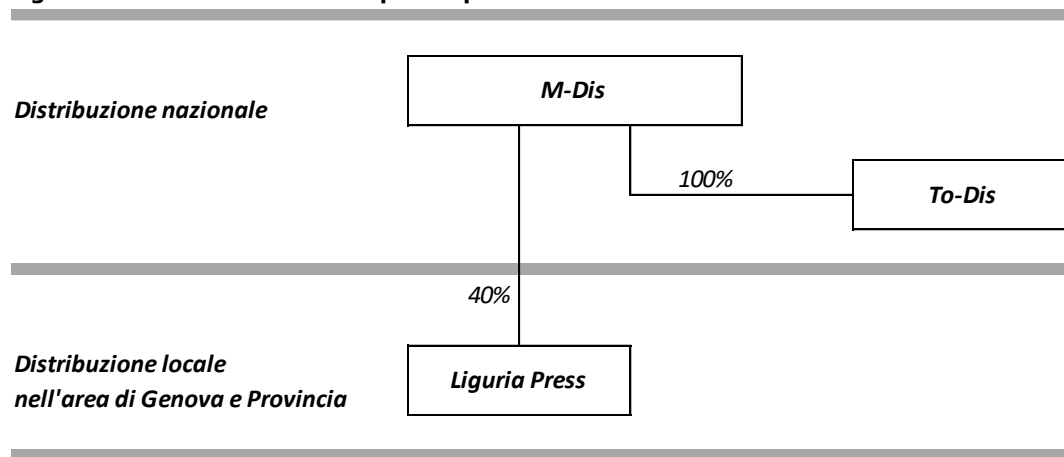 M-Dis
Distribuzione nazionale
100%
To-Dis
40%
Distribuzione locale
nell'area di Genova e Provincia
Liguria Press